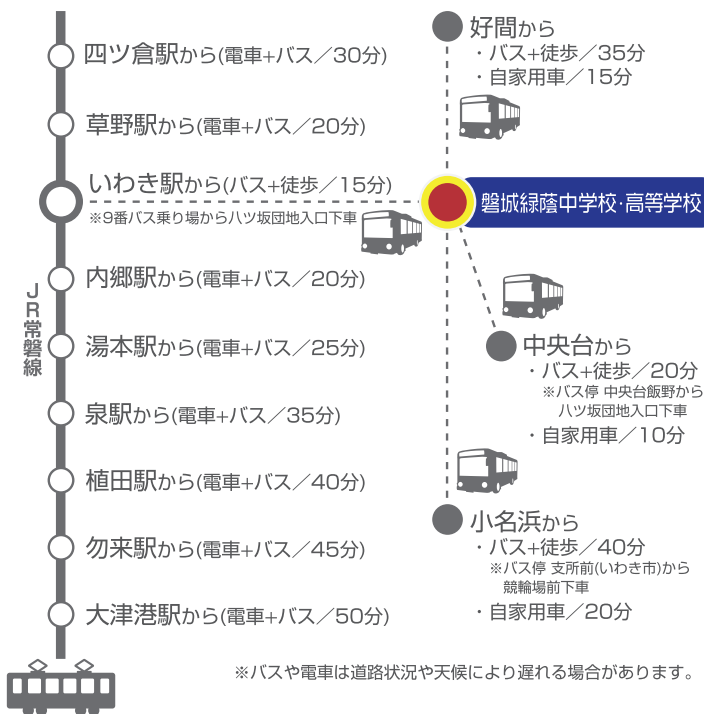 四ツ倉駅から(電車+バス／30分)
草野駅から(電車+バス／20分)
いわき駅から(バス+徒歩／15分)
※9番バス乗り場から八ツ坂団地入口下車
内郷駅から(電車+バス／20分)
湯本駅から(電車+バス／25分)
泉駅から(電車+バス／35分)
植田駅から(電車+バス／40分)
勿来駅から(電車+バス／45分)
大津港駅から(電車+バス／50分)
JR常磐線
好間から
・バス+徒歩／35分
・自家用車／15分
磐城緑蔭中学校･高等学校
中央台から
・バス+徒歩／20分
※バス停 中央台飯野から
八ツ坂団地入口下車
・自家用車／10分
小名浜から
・バス+徒歩／40分
※バス停 支所前(いわき市)から
競輪場前下車
・自家用車／20分
※バスや電車は道路状況や天候により遅れる場合があります。